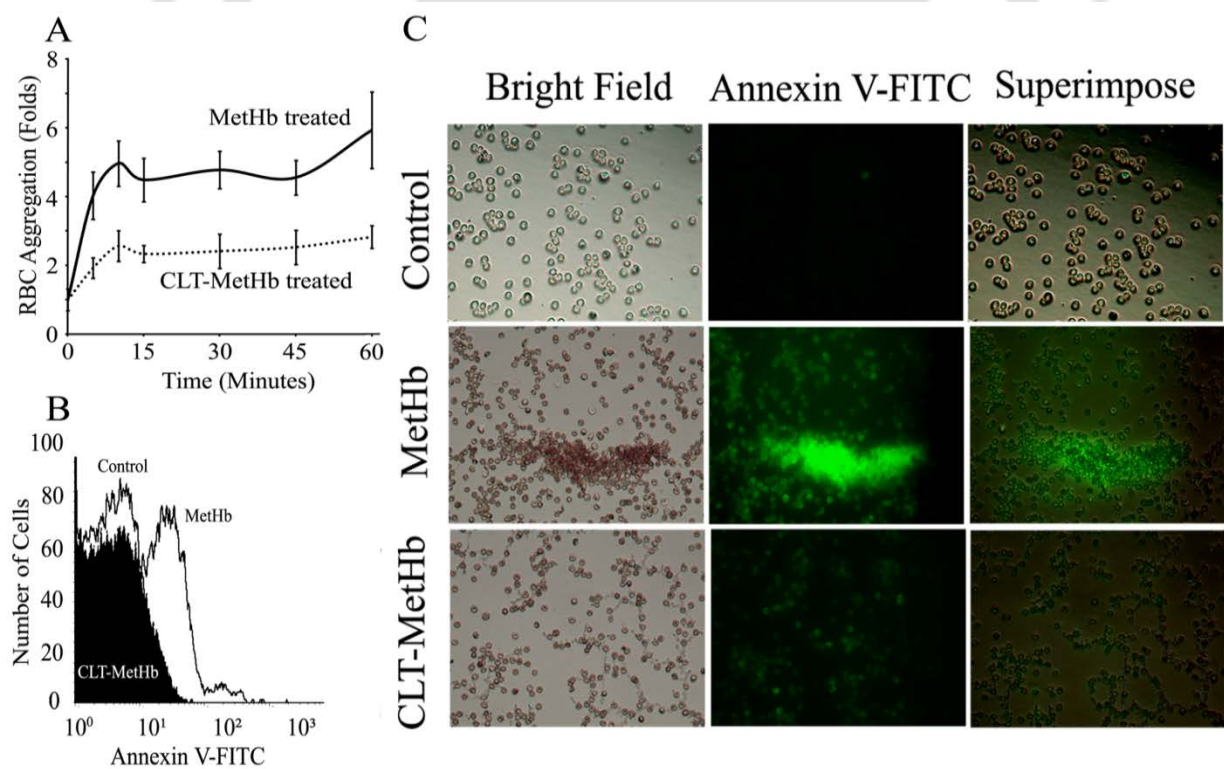 A
8
6
4
2
0
RBC Aggregation (Folds)
MetHb treated
CLT-MetHb treated
0 15 30 45 60
Time (Minutes)
B
100
80
60
40
20
0
Number of Cells
Control
MetHb
CLT-MetHb
10⁰ 10¹ 10² 10³
Annexin V-FITC
C
Bright Field Annexin V-FITC Superimpose
Control
MetHb
CLT-MetHb